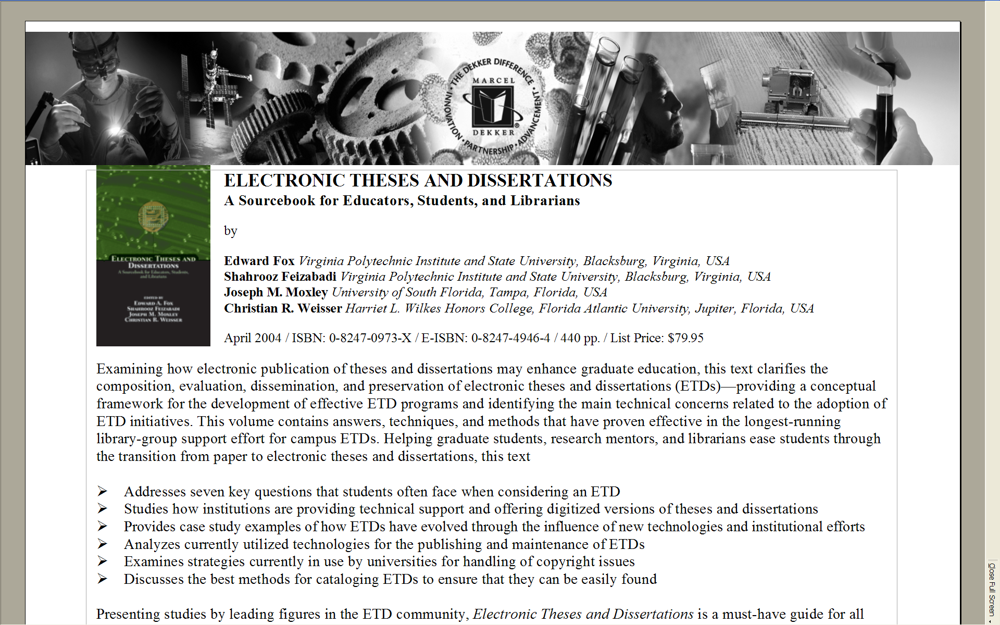 THE DEKKER DIFFERENCE
INNOVATION • PARTNERSHIP • ADVANCEMENT
MARCEL
DEKKER
®
ELECTRONIC THESES AND DISSERTATIONS
A Sourcebook for Educators, Students, and Librarians
by
Edward Fox Virginia Polytechnic Institute and State University, Blacksburg, Virginia, USA
Shahrooz Feizabadi Virginia Polytechnic Institute and State University, Blacksburg, Virginia, USA
Joseph M. Moxley University of South Florida, Tampa, Florida, USA
Christian R. Weisser Harriet L. Wilkes Honors College, Florida Atlantic University, Jupiter, Florida, USA
April 2004 / ISBN: 0-8247-0973-X / E-ISBN: 0-8247-4946-4 / 440 pp. / List Price: $79.95
ELECTRONIC THESES AND
DISSERTATIONS
A Sourcebook for Educators, Students,
and Librarians
EDITED BY
EDWARD A. FOX
SHAHROOZ FEIZABADI
JOSEPH M. MOXLEY
CHRISTIAN R. WEISSER
Examining how electronic publication of theses and dissertations may enhance graduate education, this text clarifies the
composition, evaluation, dissemination, and preservation of electronic theses and dissertations (ETDs)—providing a conceptual
framework for the development of effective ETD programs and identifying the main technical concerns related to the adoption of
ETD initiatives. This volume contains answers, techniques, and methods that have proven effective in the longest-running
library-group support effort for campus ETDs. Helping graduate students, research mentors, and librarians ease students through
the transition from paper to electronic theses and dissertations, this text
➢ Addresses seven key questions that students often face when considering an ETD
➢ Studies how institutions are providing technical support and offering digitized versions of theses and dissertations
➢ Provides case study examples of how ETDs have evolved through the influence of new technologies and institutional efforts
➢ Analyzes currently utilized technologies for the publishing and maintenance of ETDs
➢ Examines strategies currently in use by universities for handling of copyright issues
➢ Discusses the best methods for cataloging ETDs to ensure that they can be easily found
Presenting studies by leading figures in the ETD community, Electronic Theses and Dissertations is a must-have guide for all
Close Full Screen